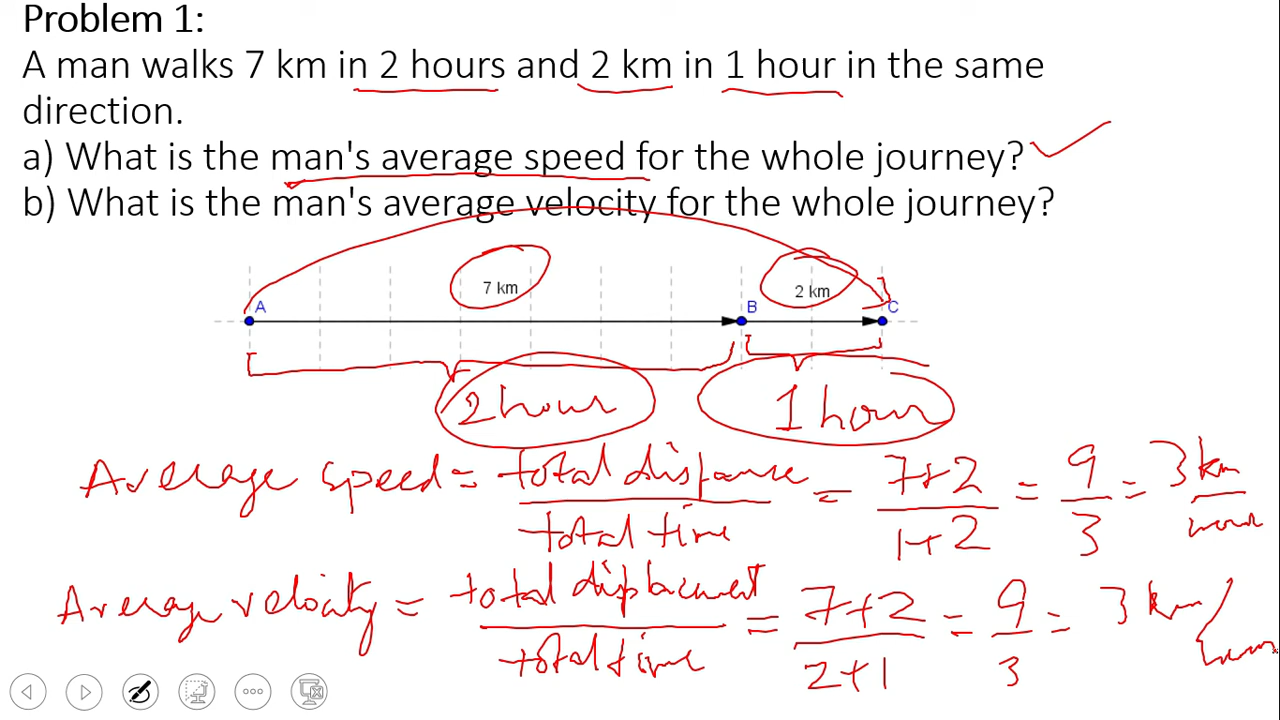 Problem 1:
A man walks 7 km in 2 hours and 2 km in 1 hour in the same
direction.
a) What is the man's average speed for the whole journey?
b) What is the man's average velocity for the whole journey?
7 km 2 km
A B C
2 hour 1 hour
Average speed = total distance / total time = 7+2 / 1+2 = 9 / 3 = 3 km / hour
Average velocity = total displacment / total time = 7+2 / 2+1 = 9 / 3 = 3 km / hour